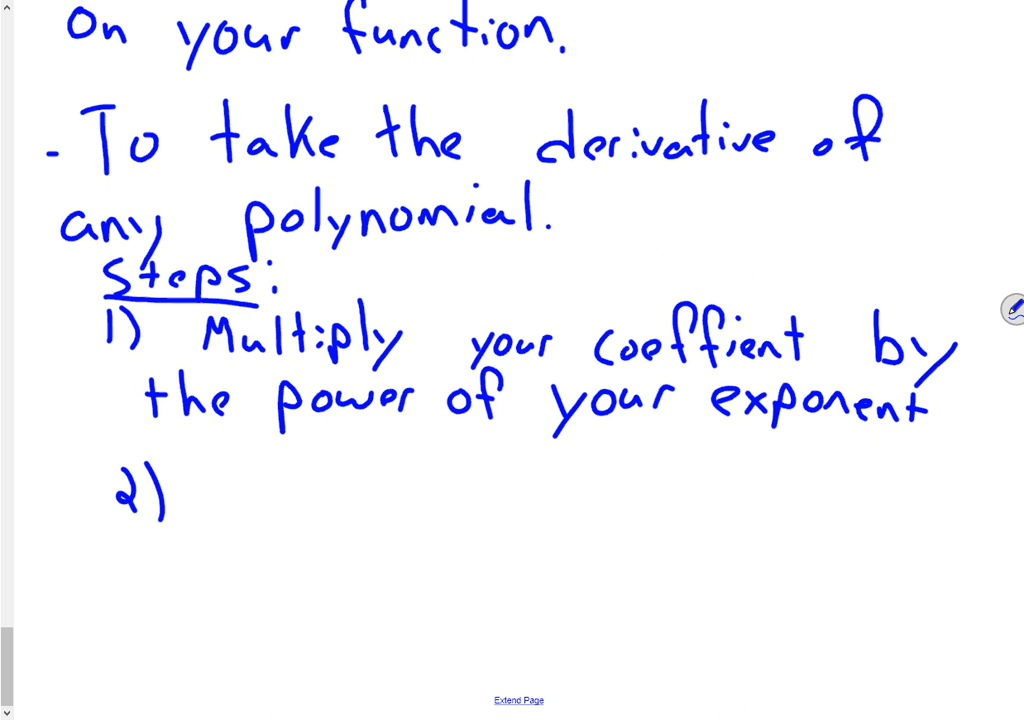 On your function.
- To take the derivative of
any polynomial.
Steps:
1) Multiply your coeffient by
the power of your exponent
2)
Extend Page